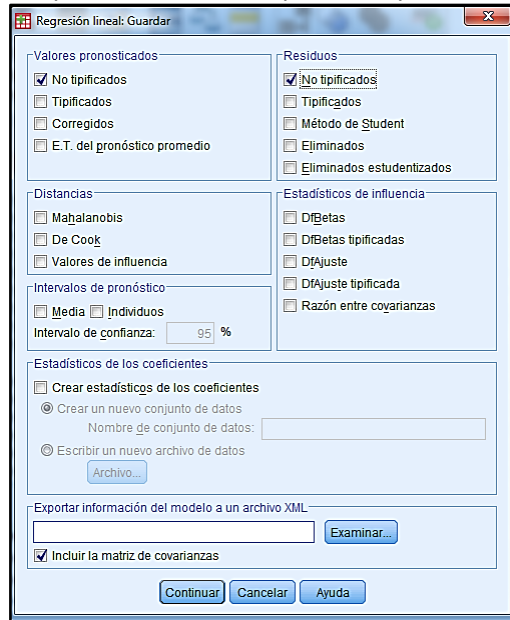 Regresión lineal: Guardar
Valores pronosticados
No tipificados
Tipificados
Corregidos
E.T. del pronóstico promedio
Residuos
No tipificados
Tipificados
Método de Student
Eliminados
Eliminados estudentizados
Distancias
Mahalanobis
De Cook
Valores de influencia
Estadísticos de influencia
DfBetas
DfBetas tipificadas
DfAjuste
DfAjuste tipificada
Razón entre covarianzas
Intervalos de pronóstico
Media Individuos
Intervalo de confianza: 95 %
Estadísticos de los coeficientes
Crear estadísticos de los coeficientes
Crear un nuevo conjunto de datos
Nombre de conjunto de datos:
Escribir un nuevo archivo de datos
Archivo...
Exportar información del modelo a un archivo XML
Examinar...
Incluir la matriz de covarianzas
Continuar Cancelar Ayuda